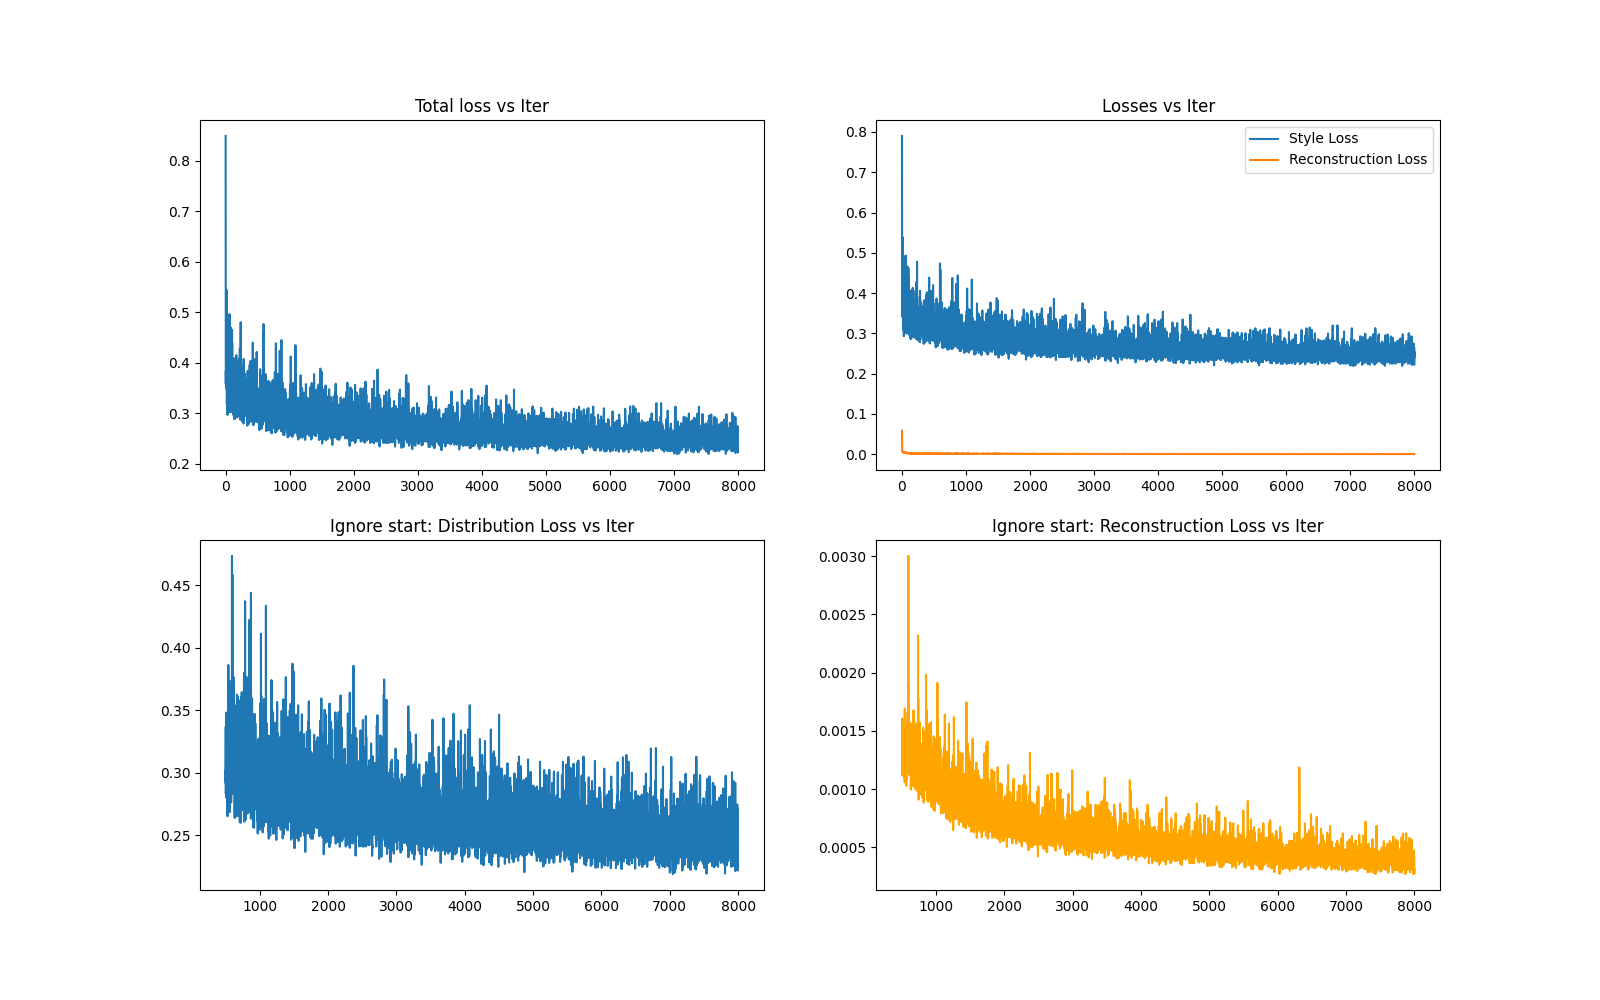 Total loss vs Iter
0.8
0.7
0.6
0.5
0.4
0.3
0.2
0 1000 2000 3000 4000 5000 6000 7000 8000
Losses vs Iter
Style Loss
Reconstruction Loss
0.8
0.7
0.6
0.5
0.4
0.3
0.2
0.1
0.0
0 1000 2000 3000 4000 5000 6000 7000 8000
Ignore start: Distribution Loss vs Iter
0.45
0.40
0.35
0.30
0.25
1000 2000 3000 4000 5000 6000 7000 8000
Ignore start: Reconstruction Loss vs Iter
0.0030
0.0025
0.0020
0.0015
0.0010
0.0005
1000 2000 3000 4000 5000 6000 7000 8000